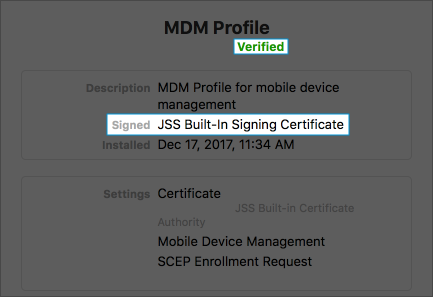 MDM Profile
Verified
Description MDM Profile for mobile device
management
Signed JSS Built-In Signing Certificate
Installed Dec 17, 2017, 11:34 AM
Settings Certificate
JSS Built-in Certificate
Authority
Mobile Device Management
SCEP Enrollment Request